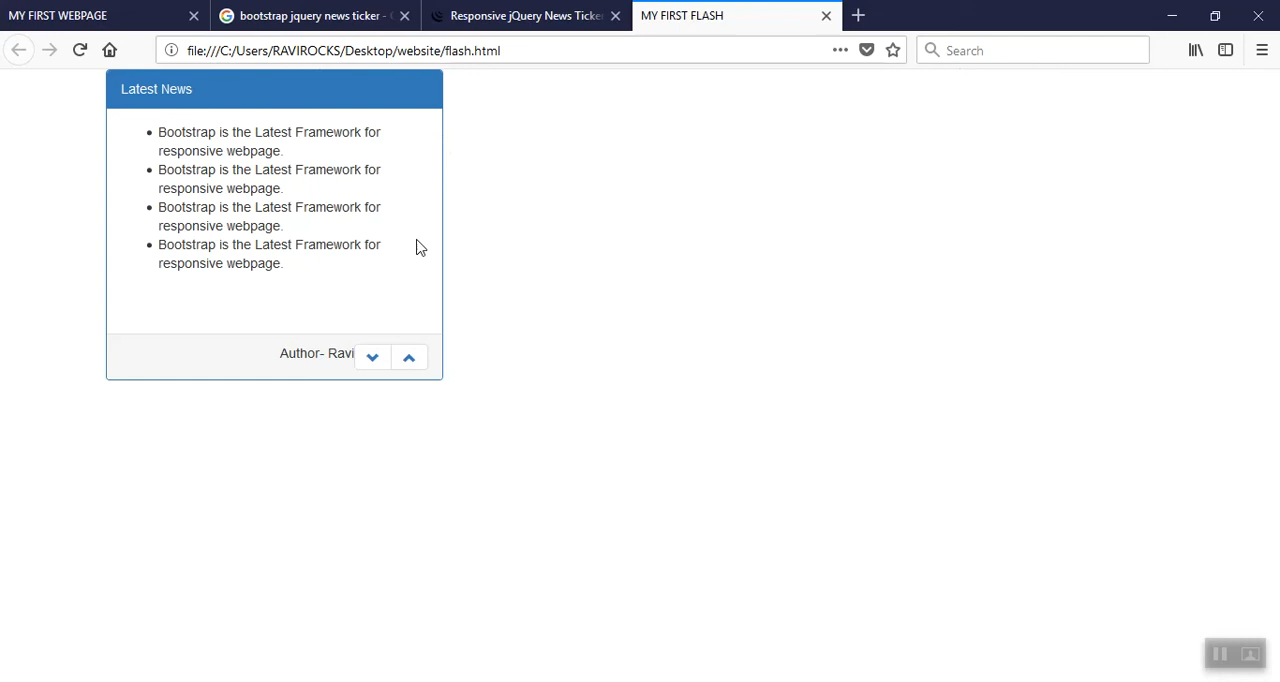 MY FIRST WEBPAGE
bootstrap jquery news ticker -
Responsive jQuery News Ticke
MY FIRST FLASH
file:///C:/Users/RAVIROCKS/Desktop/website/flash.html
Search
Latest News
Bootstrap is the Latest Framework for
responsive webpage.
Bootstrap is the Latest Framework for
responsive webpage.
Bootstrap is the Latest Framework for
responsive webpage.
Bootstrap is the Latest Framework for
responsive webpage.
Author- Ravi